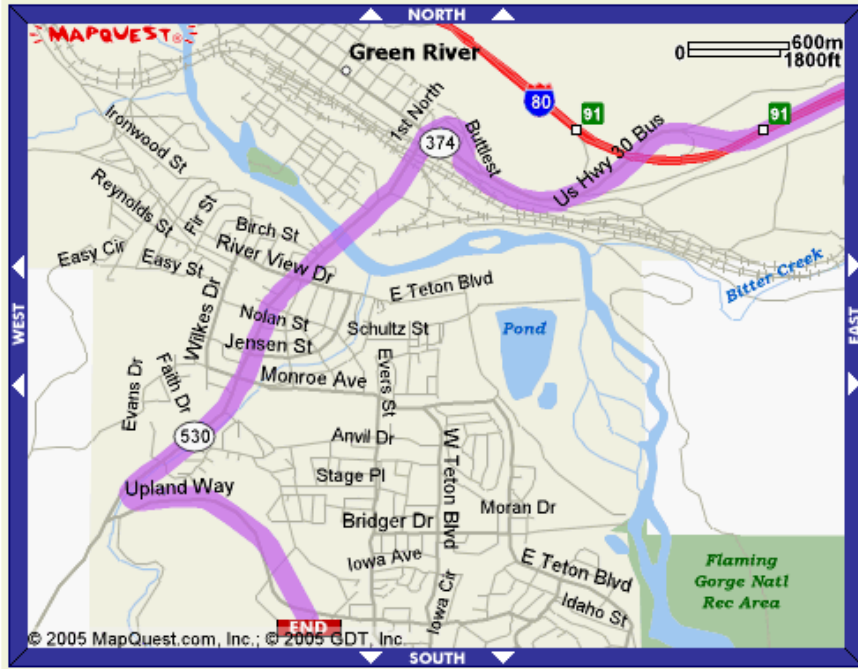 NORTH
MAPQUEST®
Green River
600m
0
1800ft
80
91
91
1st North
374
Buttlest
Us Hwy 30 Bus
Ironwood St
Reynolds St
Fir St
Birch St
River View Dr
Easy Cir
Easy St
E Teton Blvd
Bitter Creek
WEST
EAST
Wilkes Dr
Nolan St
Schultz St
Pond
Jensen St
Monroe Ave
Evers St
Evans Dr
Faith Dr
530
Anvil Dr
W Teton Blvd
Stage Pl
Upland Way
Moran Dr
Bridger Dr
Iowa Ave
E Teton Blvd
Flaming
Gorge Natl
Rec Area
Iowa Cir
Idaho St
END
© 2005 MapQuest.com, Inc.; © 2005 GDT, Inc.
SOUTH